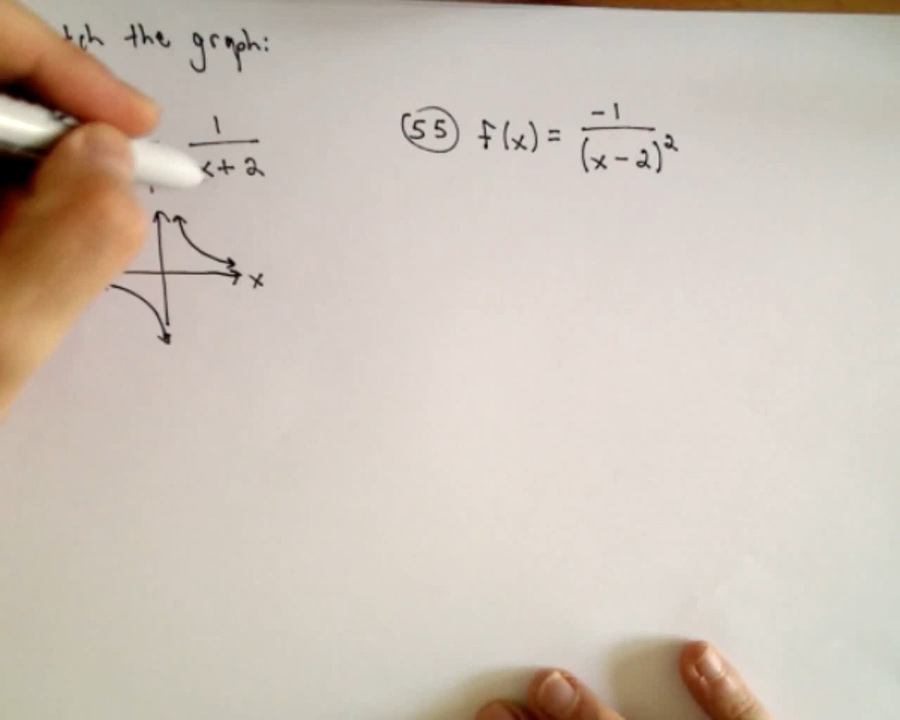 the graph:
1
x + 2
x
55 f(x) = -1 / (x - 2)²